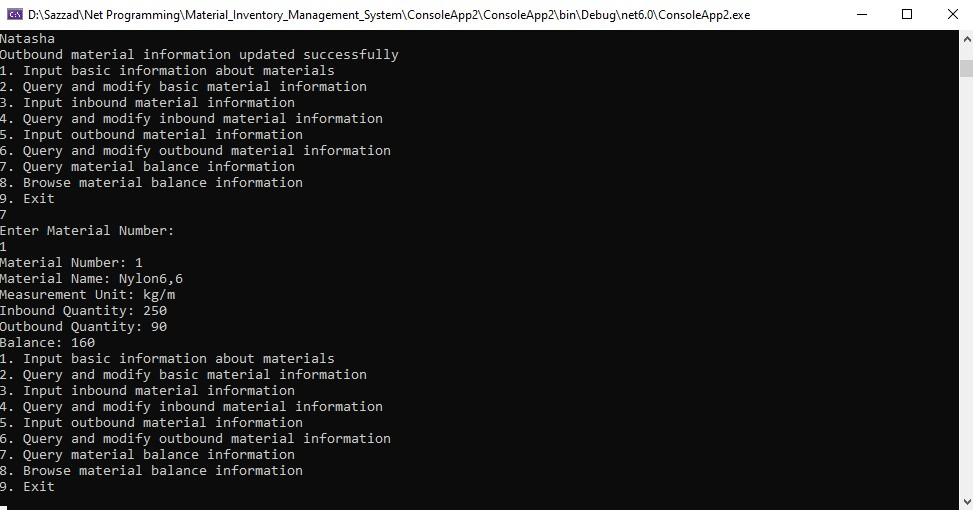 D:\Sazzad\Net Programming\Material_Inventory_Management_System\ConsoleApp2\ConsoleApp2\bin\Debug\net6.0\ConsoleApp2.exe
Natasha
Outbound material information updated successfully
1. Input basic information about materials
2. Query and modify basic material information
3. Input inbound material information
4. Query and modify inbound material information
5. Input outbound material information
6. Query and modify outbound material information
7. Query material balance information
8. Browse material balance information
9. Exit
7
Enter Material Number:
1
Material Number: 1
Material Name: Nylon6,6
Measurement Unit: kg/m
Inbound Quantity: 250
Outbound Quantity: 90
Balance: 160
1. Input basic information about materials
2. Query and modify basic material information
3. Input inbound material information
4. Query and modify inbound material information
5. Input outbound material information
6. Query and modify outbound material information
7. Query material balance information
8. Browse material balance information
9. Exit